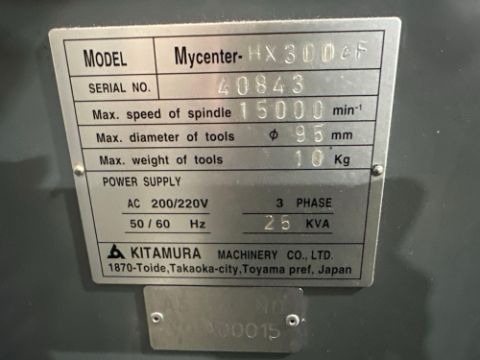 MODEL Mycenter-HX300cF
SERIAL NO. 40843
Max. speed of spindle 15000 min-1
Max. diameter of tools φ 95 mm
Max. weight of tools 10 Kg
POWER SUPPLY
AC 200/220V 3 PHASE
50/60 Hz 25 KVA
KITAMURA MACHINERY CO., LTD.
1870-Toide, Takaoka-city, Toyama pref, Japan
00015